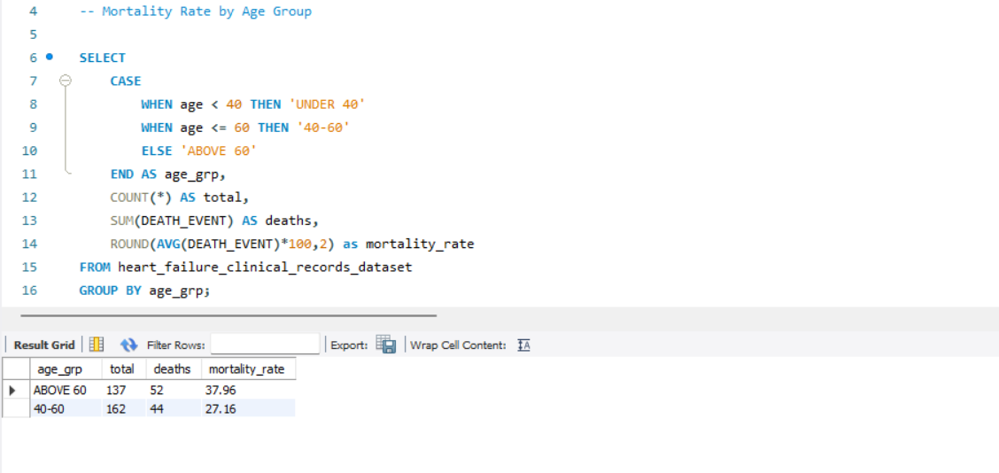 4 -- Mortality Rate by Age Group
5
6 SELECT
7 CASE
8 WHEN age < 40 THEN 'UNDER 40'
9 WHEN age <= 60 THEN '40-60'
10 ELSE 'ABOVE 60'
11 END AS age_grp,
12 COUNT(*) AS total,
13 SUM(DEATH_EVENT) AS deaths,
14 ROUND(AVG(DEATH_EVENT)*100,2) as mortality_rate
15 FROM heart_failure_clinical_records_dataset
16 GROUP BY age_grp;
Result Grid Filter Rows: Export: Wrap Cell Content: IA
age_grp total deaths mortality_rate
ABOVE 60 137 52 37.96
40-60 162 44 27.16